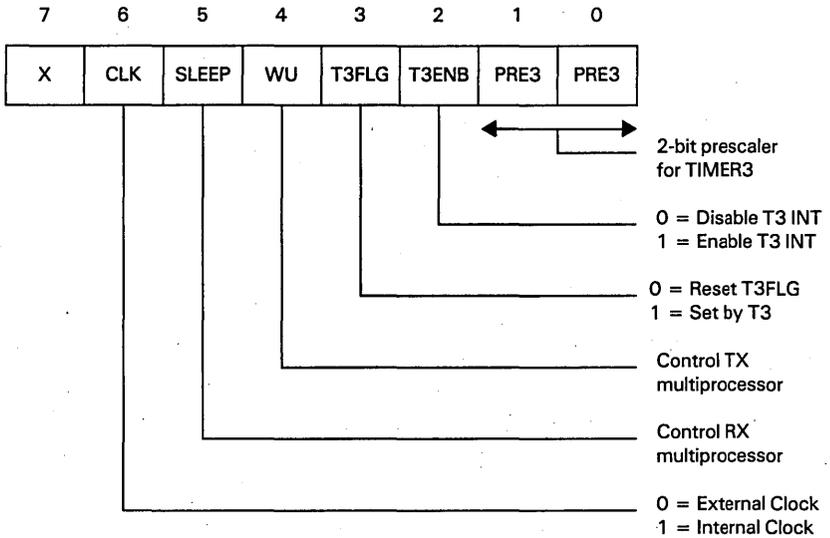 7 6 5 4 3 2 1 0
X CLK SLEEP WU T3FLG T3ENB PRE3 PRE3
2-bit prescaler
for TIMER3
0 = Disable T3 INT
1 = Enable T3 INT
0 = Reset T3FLG
1 = Set by T3
Control TX
multiprocessor
Control RX
multiprocessor
0 = External Clock
1 = Internal Clock